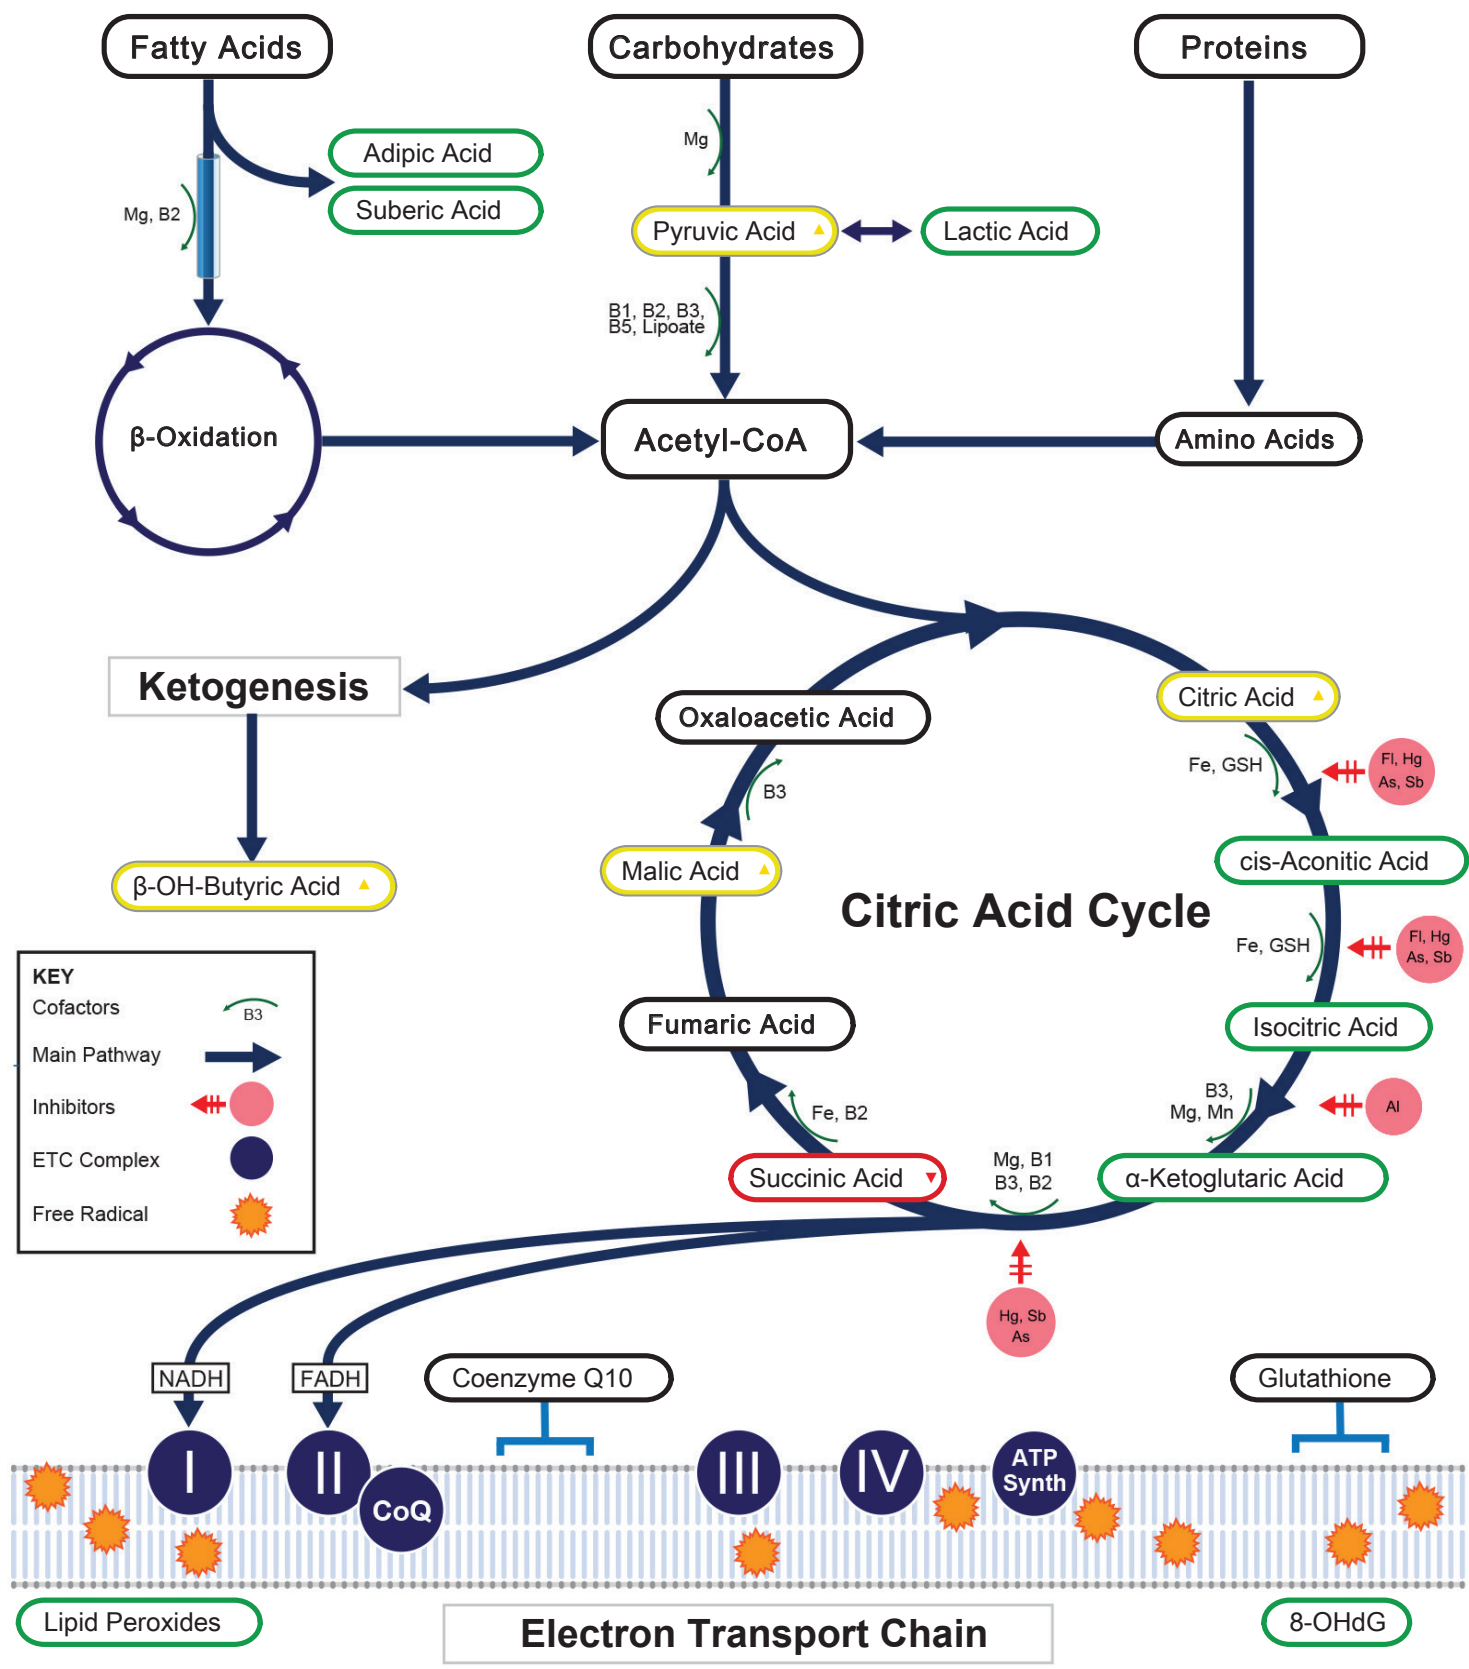 Fatty Acids
Carbohydrates
Proteins
Adipic Acid
Suberic Acid
Mg, B2
Mg
Pyruvic Acid
Lactic Acid
B1, B2, B3,
B5, Lipoate
β-Oxidation
Acetyl-CoA
Amino Acids
Ketogenesis
β-OH-Butyric Acid
Citric Acid Cycle
Oxaloacetic Acid
Citric Acid
Fe, GSH
Fl, Hg
As, Sb
cis-Aconitic Acid
Fe, GSH
Fl, Hg
As, Sb
Isocitric Acid
B3,
Mg, Mn
Al
α-Ketoglutaric Acid
Mg, B1
B3, B2
Hg, Sb
As
Succinic Acid
Fe, B2
Fumaric Acid
Malic Acid
B3
KEY
Cofactors
B3
Main Pathway
Inhibitors
ETC Complex
Free Radical
NADH
FADH
Coenzyme Q10
Glutathione
I
II
CoQ
III
IV
ATP
Synth
Lipid Peroxides
Electron Transport Chain
8-OHdG